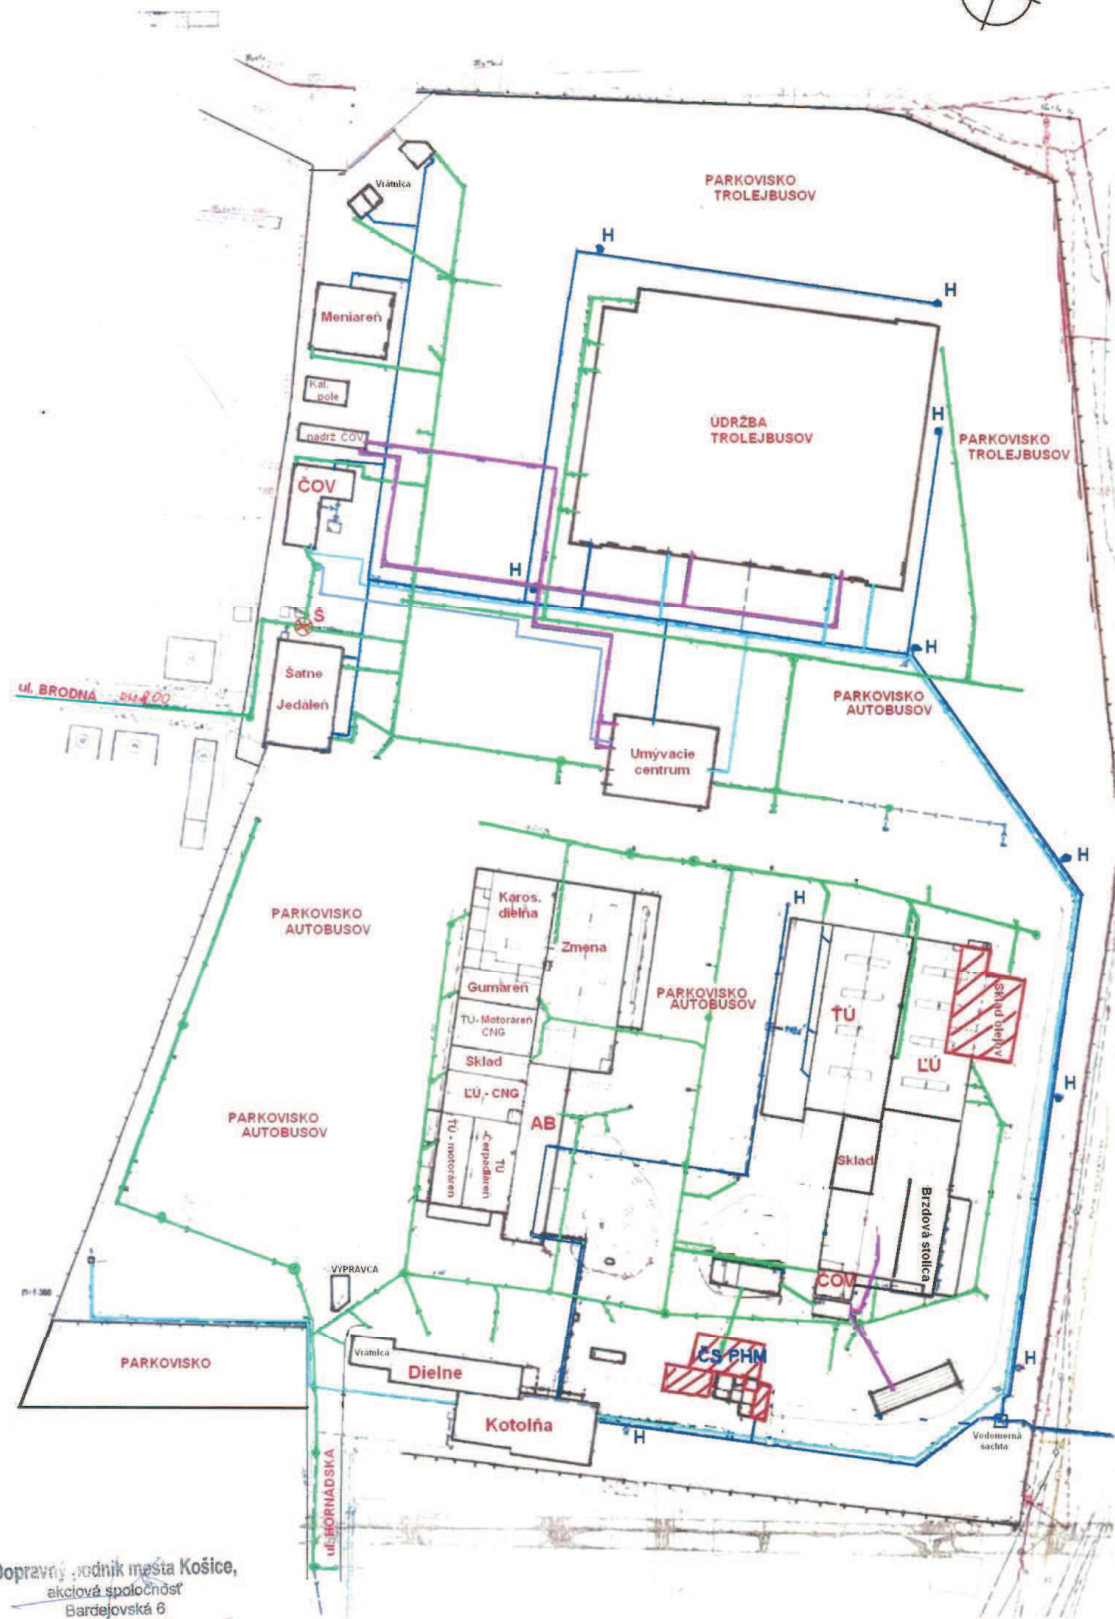 Vrátnica
PARKOVISKO
TROLEJBUSOV
H
H
Meniareň
Kal.
pole
nádrž ČOV
ÚDRŽBA
TROLEJBUSOV
H
PARKOVISKO
TROLEJBUSOV
ČOV
H
Š
H
Šatne
Jedáleň
ul. BRODNÁ
PARKOVISKO
AUTOBUSOV
Umývacie
centrum
H
PARKOVISKO
AUTOBUSOV
Karos.
dielňa
Zmena
H
Gumáreň
PARKOVISKO
AUTOBUSOV
Sklad olejov
TÚ-Motoráreň
CNG
ŤÚ
Sklad
ĽÚ
ĽÚ - CNG
H
PARKOVISKO
AUTOBUSOV
AB
TÚ - motoráreň
TÚ
Čerpadláreň
Sklad
Brzdová stolica
VÝPRAVCA
ČOV
Vrátnica
PARKOVISKO
Dielne
ČS PHM
H
Kotolňa
H
Vodomerná
šachta
ul. HORNÁDSKA
Dopravný podnik mesta Košice,
akciová spoločnosť
Bardejovská 6